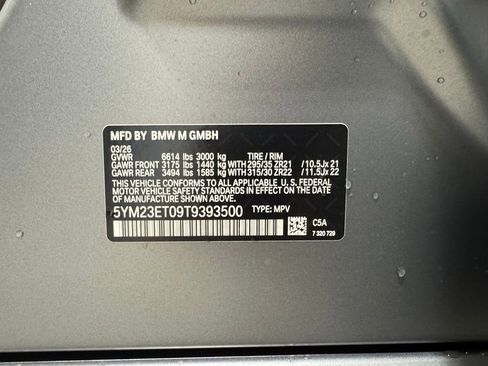 MFD BY BMW M GMBH
03/26
GVWR 6614 lbs 3000 kg TIRE / RIM
GAWR FRONT 3175 lbs 1440 kg WITH 295/35 ZR21 / 10.5Jx 21
GAWR REAR 3494 lbs 1585 kg WITH 315/30 ZR22 / 11.5Jx 22
THIS VEHICLE CONFORMS TO ALL APPLICABLE U.S. FEDERAL
MOTOR VEHICLE SAFETY AND THEFT PREVENTION STANDARDS
IN EFFECT ON THE DATE OF MANUFACTURE SHOWN ABOVE.
5YM23ET09T9393500 TYPE: MPV
C5A
7 320 729